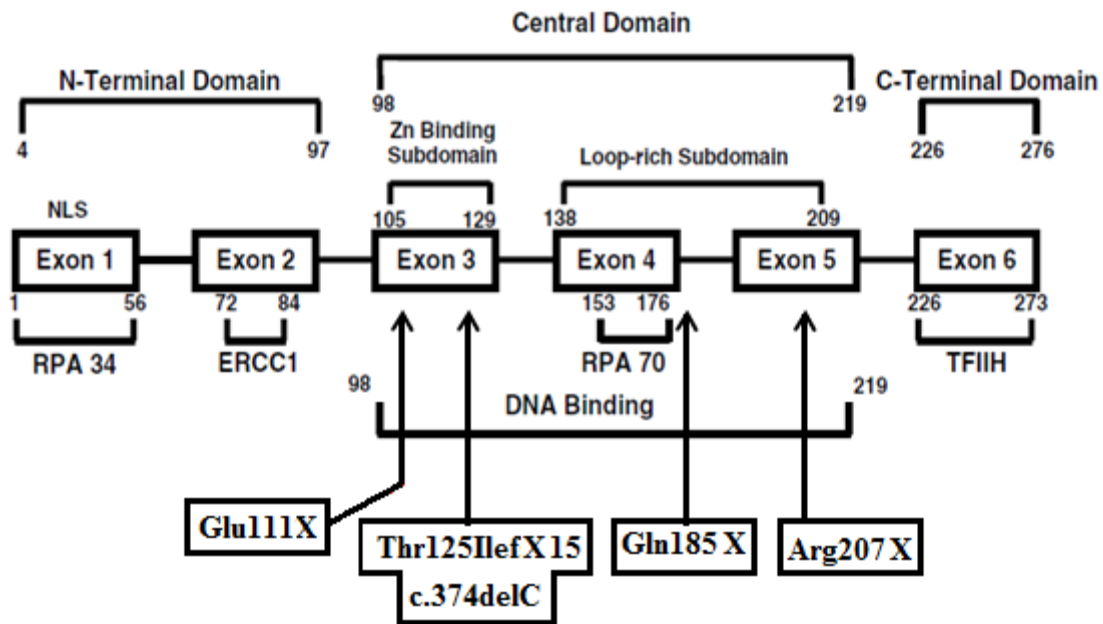 Central Domain
N-Terminal Domain
98
219
C-Terminal Domain
4
97
Zn Binding
Subdomain
Loop-rich Subdomain
226
276
NLS
105
129
138
209
Exon 1
Exon 2
Exon 3
Exon 4
Exon 5
Exon 6
1
56
72
84
153
176
226
273
RPA 34
ERCC1
RPA 70
TFIIH
98
DNA Binding
219
Glu111X
Thr125IlefX15
c.374delC
Gln185 X
Arg207 X